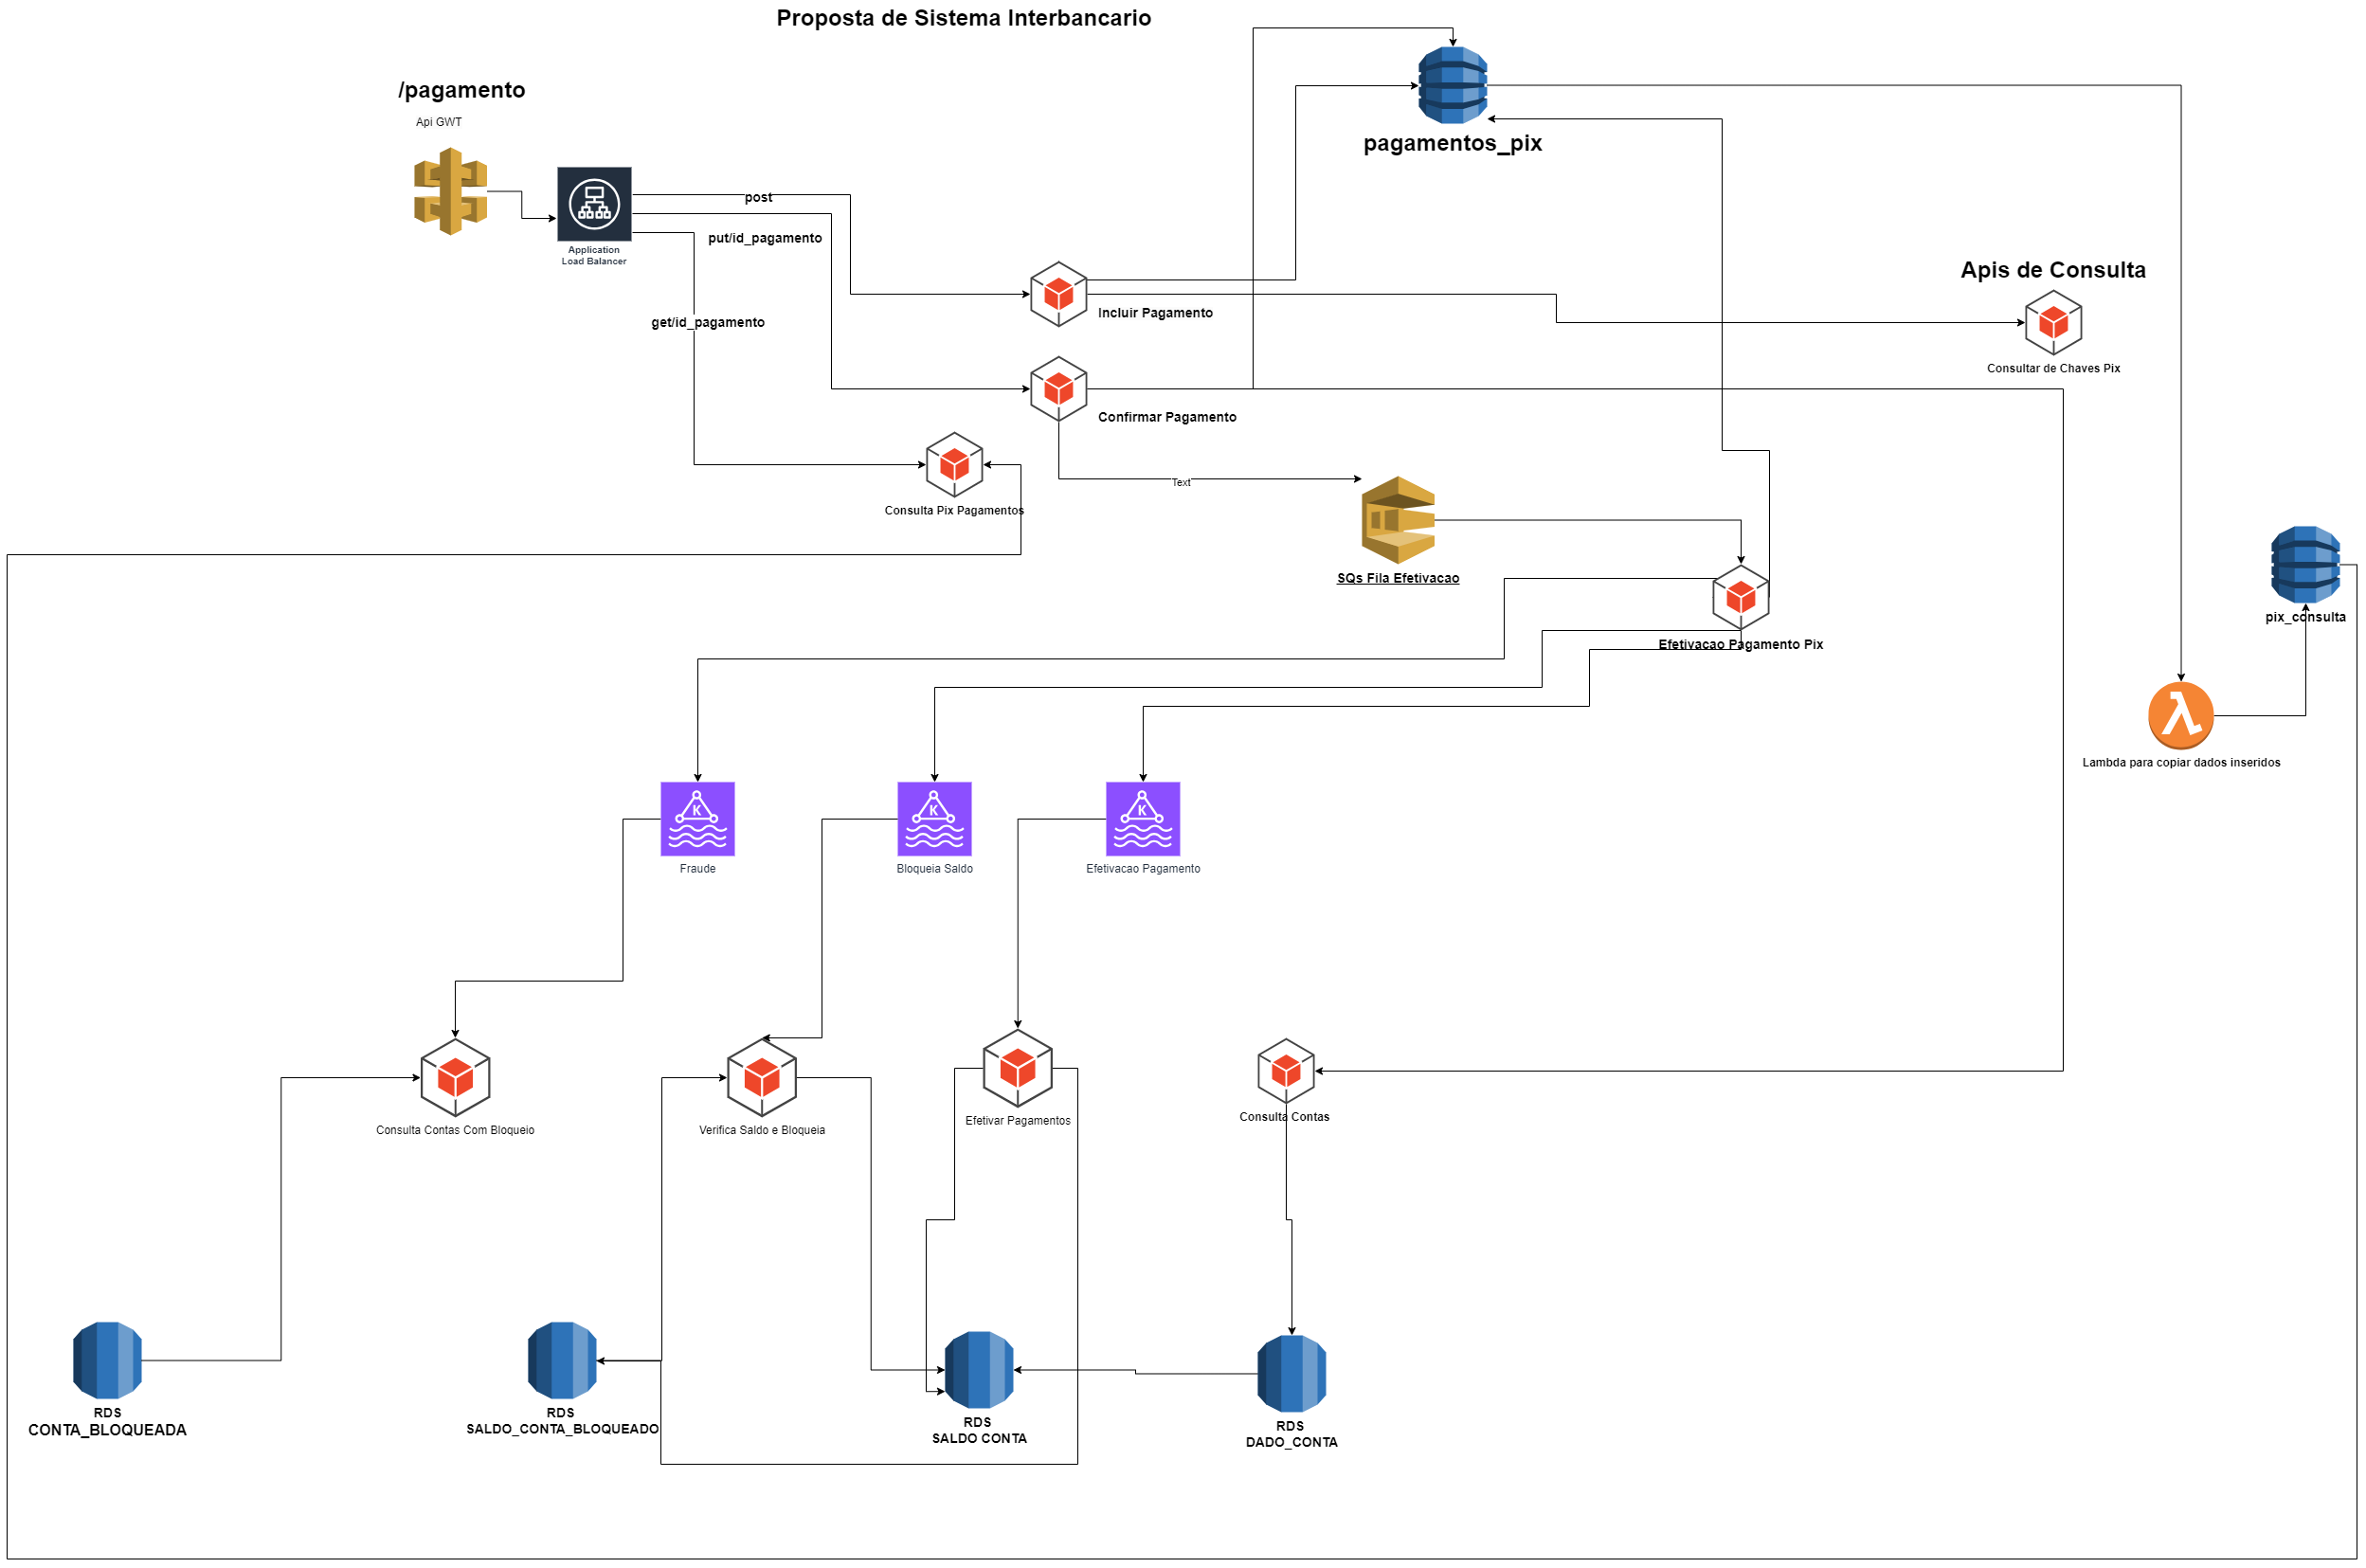 Proposta de Sistema Interbancario
/pagamento
Api GWT
Application
Load Balancer
post
put/id_pagamento
get/id_pagamento
pagamentos_pix
Incluir Pagamento
Apis de Consulta
Consultar de Chaves Pix
Confirmar Pagamento
Consulta Pix Pagamentos
Text
SQs Fila Efetivacao
Efetivacao Pagamento Pix
pix_consulta
Lambda para copiar dados inseridos
K
Fraude
K
Bloqueia Saldo
K
Efetivacao Pagamento
Consulta Contas Com Bloqueio
Verifica Saldo e Bloqueia
Efetivar Pagamentos
Consulta Contas
RDS
CONTA_BLOQUEADA
RDS
SALDO_CONTA_BLOQUEADO
RDS
SALDO CONTA
RDS
DADO_CONTA